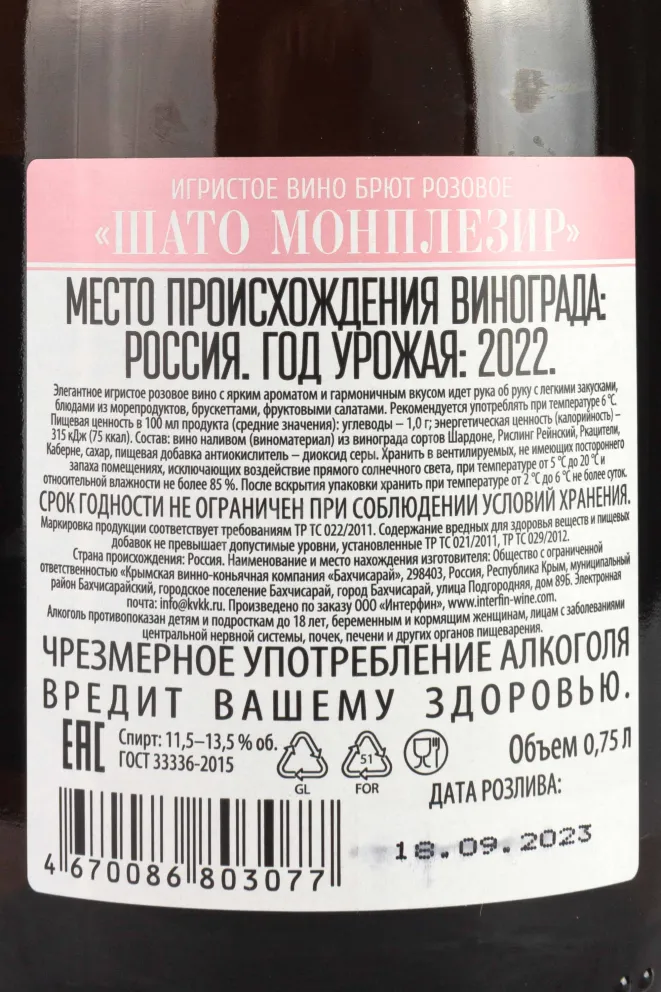 ИГРИСТОЕ ВИНО БРЮТ РОЗОВОЕ
«ШАТО МОНПЛЕЗИР»
МЕСТО ПРОИСХОЖДЕНИЯ ВИНОГРАДА:
РОССИЯ. ГОД УРОЖАЯ: 2022.
Элегантное игристое розовое вино с ярким ароматом и гармоничным вкусом идет рука об руку с легкими закусками,
блюдами из морепродуктов, брускеттами, фруктовыми салатами. Рекомендуется употреблять при температуре 6 °С.
Пищевая ценность в 100 мл продукта (средние значения): углеводы – 1,0 г; энергетическая ценность (калорийность) –
315 кДж (75 ккал). Состав: вино наливом (виноматериал) из винограда сортов Шардоне, Рислинг Рейнский, Ркацители,
Каберне, сахар, пищевая добавка антиокислитель – диоксид серы. Хранить в вентилируемых, не имеющих постороннего
запаха помещениях, исключающих воздействие прямого солнечного света, при температуре от 5 °С до 20 °С и
относительной влажности не более 85 %. После вскрытия упаковки хранить при температуре от 2 °С до 6 °С не более суток.
СРОК ГОДНОСТИ НЕ ОГРАНИЧЕН ПРИ СОБЛЮДЕНИИ УСЛОВИЙ ХРАНЕНИЯ.
Маркировка продукции соответствует требованиям ТР ТС 022/2011. Содержание вредных для здоровья веществ и пищевых
добавок не превышает допустимые уровни, установленные ТР ТС 021/2011, ТР ТС 029/2012.
Страна происхождения: Россия. Наименование и место нахождения изготовителя: Общество с ограниченной
ответственностью «Крымская винно-коньячная компания «Бахчисарай», 298403, Россия, Республика Крым, муниципальный
район Бахчисарайский, городское поселение Бахчисарай, город Бахчисарай, улица Подгородняя, дом 89Б. Электронная
почта: info@kvkk.ru. Произведено по заказу ООО «Интерфин», www.interfin-wine.com.
Алкоголь противопоказан детям и подросткам до 18 лет, беременным и кормящим женщинам, лицам с заболеваниями
центральной нервной системы, почек, печени и других органов пищеварения.
ЧРЕЗМЕРНОЕ УПОТРЕБЛЕНИЕ АЛКОГОЛЯ
ВРЕДИТ ВАШЕМУ ЗДОРОВЬЮ.
ЕАС
Спирт: 11,5–13,5 % об.
ГОСТ 33336-2015
GL
51
FOR
Объем 0,75 л
ДАТА РОЗЛИВА:
18.09.2023
4 670086 803077